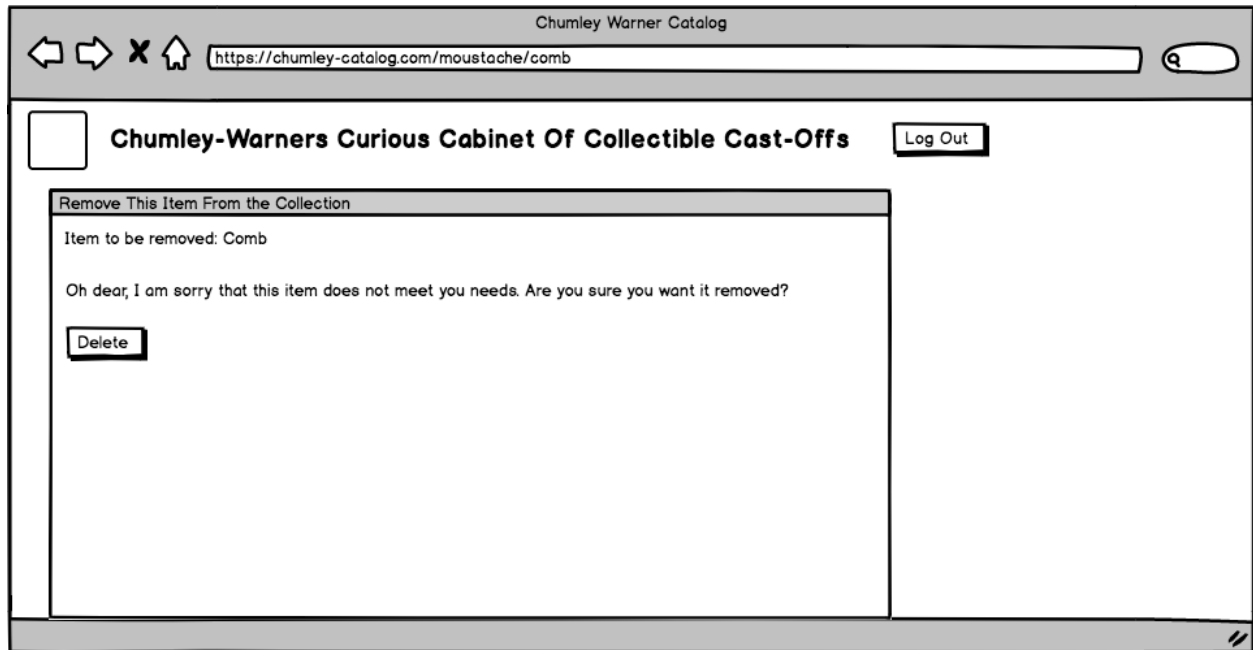 Chumley Warner Catalog
https://chumley-catalog.com/moustache/comb
Chumley-Warners Curious Cabinet Of Collectible Cast-Offs
Log Out
Remove This Item From the Collection
Item to be removed: Comb
Oh dear, I am sorry that this item does not meet you needs. Are you sure you want it removed?
Delete